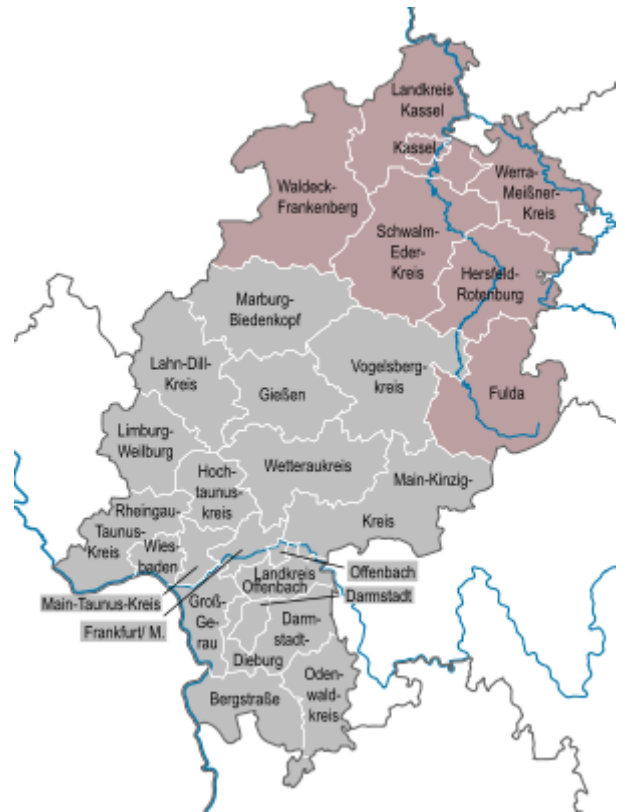 Landkreis
Kassel
Kassel
Werra-
Meißner-
Kreis
Waldeck-
Frankenberg
Schwalm-
Eder-
Kreis
Hersfeld-
Rotenburg
Marburg-
Biedenkopf
Lahn-Dill-
Kreis
Vogelsberg-
kreis
Gießen
Fulda
Limburg-
Weilburg
Hoch-
taunus-
kreis
Wetteraukreis
Main-Kinzig-
Kreis
Rheingau-
Taunus-
Kreis
Wies-
baden
Main-Taunus-Kreis
Frankfurt/ M.
Landkreis
Offenbach
Offenbach
Darmstadt
Groß-
Ge-
rau
Darm-
stadt-
Dieburg
Bergstraße
Oden-
wald-
kreis